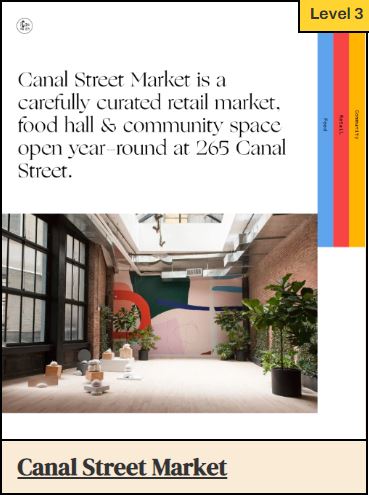 Level 3
Canal Street Market is a
carefully curated retail market,
food hall & community space
open year-round at 265 Canal
Street.
Food
Retail
Community
Canal Street Market